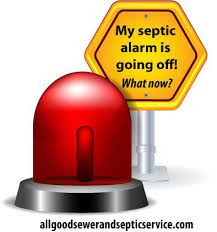 My septic
alarm is
going off!
What now?
allgoodsewerandsepticservice.com